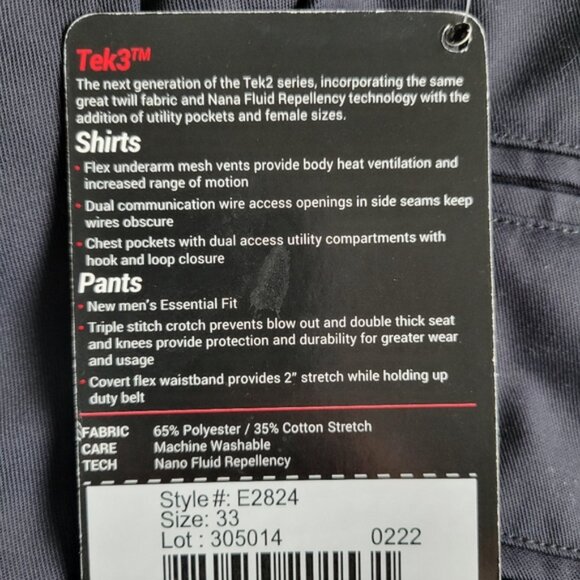 Tek3™
The next generation of the Tek2 series, incorporating the same
great twill fabric and Nana Fluid Repellency technology with the
addition of utility pockets and female sizes.
Shirts
• Flex underarm mesh vents provide body heat ventilation and
increased range of motion
• Dual communication wire access openings in side seams keep
wires obscure
• Chest pockets with dual access utility compartments with
hook and loop closure
Pants
• New men's Essential Fit
• Triple stitch crotch prevents blow out and double thick seat
and knees provide protection and durability for greater wear
and usage
• Covert flex waistband provides 2" stretch while holding up
duty belt
FABRIC 65% Polyester / 35% Cotton Stretch
CARE Machine Washable
TECH Nano Fluid Repellency
Style #: E2824
Size: 33
Lot : 305014 0222